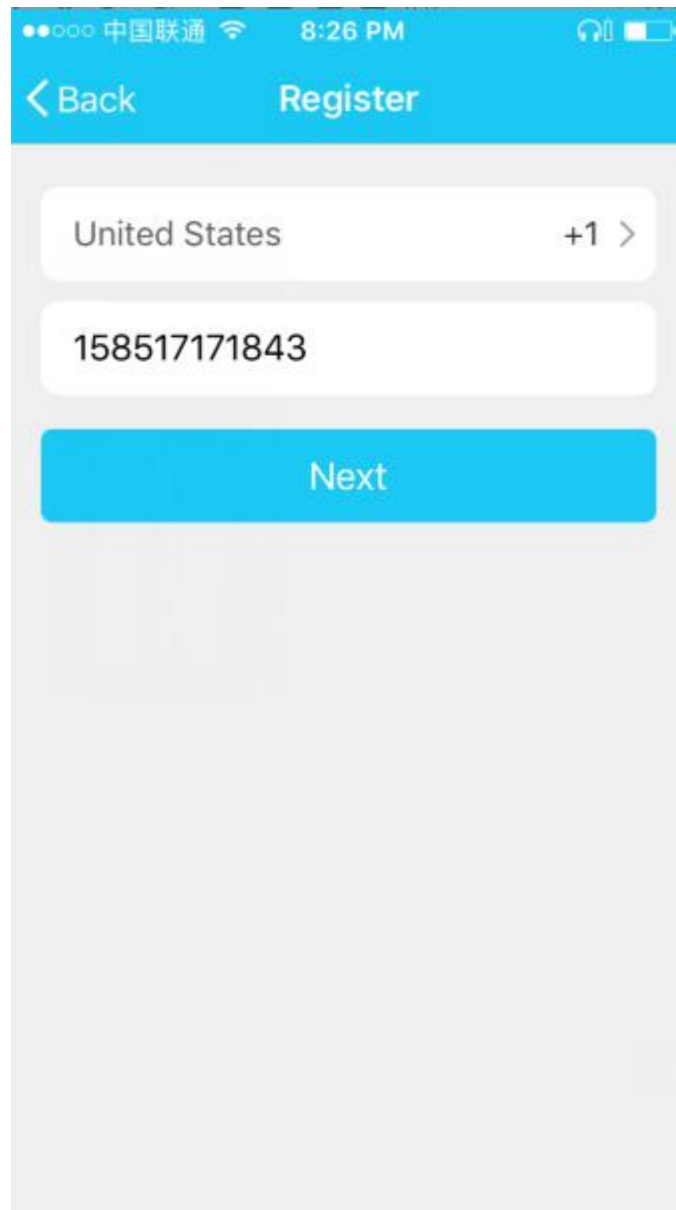 中国联通 8:26 PM
Back Register
United States +1
158517171843
Next